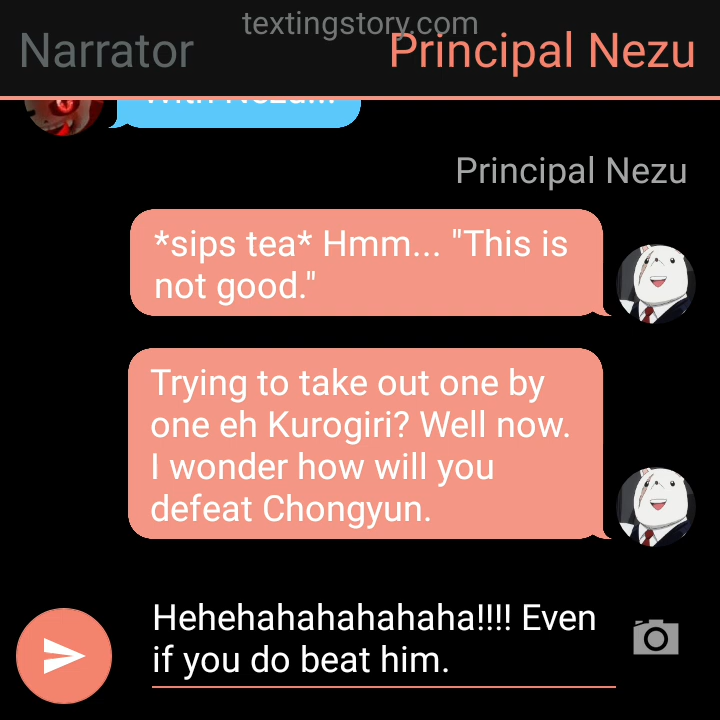 textingstory.com
Narrator
Principal Nezu
Principal Nezu
*sips tea* Hmm... "This is
not good."
Trying to take out one by
one eh Kurogiri? Well now.
I wonder how will you
defeat Chongyun.
Hehehahahahahaha!!!! Even
if you do beat him.